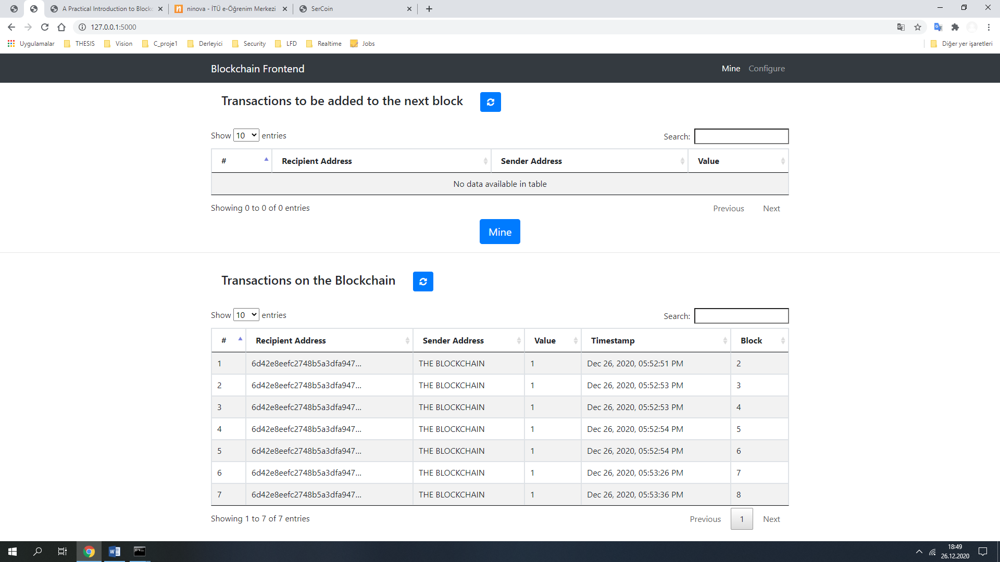 A Practical Introduction to Blockc
ninova - İTÜ e-Öğrenim Merkezi
SerCoin
127.0.0.1:5000
Uygulamalar THESIS Vision C_proje1 Derleyici Security LFD Realtime Jobs Diğer yer işaretleri
Blockchain Frontend Mine Configure
Transactions to be added to the next block
Show 10 entries Search:
# Recipient Address Sender Address Value
No data available in table
Showing 0 to 0 of 0 entries Previous Next
Mine
Transactions on the Blockchain
Show 10 entries Search:
# Recipient Address Sender Address Value Timestamp Block
1 6d42e8eefc2748b5a3dfa947... THE BLOCKCHAIN 1 Dec 26, 2020, 05:52:51 PM 2
2 6d42e8eefc2748b5a3dfa947... THE BLOCKCHAIN 1 Dec 26, 2020, 05:52:53 PM 3
3 6d42e8eefc2748b5a3dfa947... THE BLOCKCHAIN 1 Dec 26, 2020, 05:52:53 PM 4
4 6d42e8eefc2748b5a3dfa947... THE BLOCKCHAIN 1 Dec 26, 2020, 05:52:54 PM 5
5 6d42e8eefc2748b5a3dfa947... THE BLOCKCHAIN 1 Dec 26, 2020, 05:52:54 PM 6
6 6d42e8eefc2748b5a3dfa947... THE BLOCKCHAIN 1 Dec 26, 2020, 05:53:26 PM 7
7 6d42e8eefc2748b5a3dfa947... THE BLOCKCHAIN 1 Dec 26, 2020, 05:53:36 PM 8
Showing 1 to 7 of 7 entries Previous 1 Next
18:49
26.12.2020